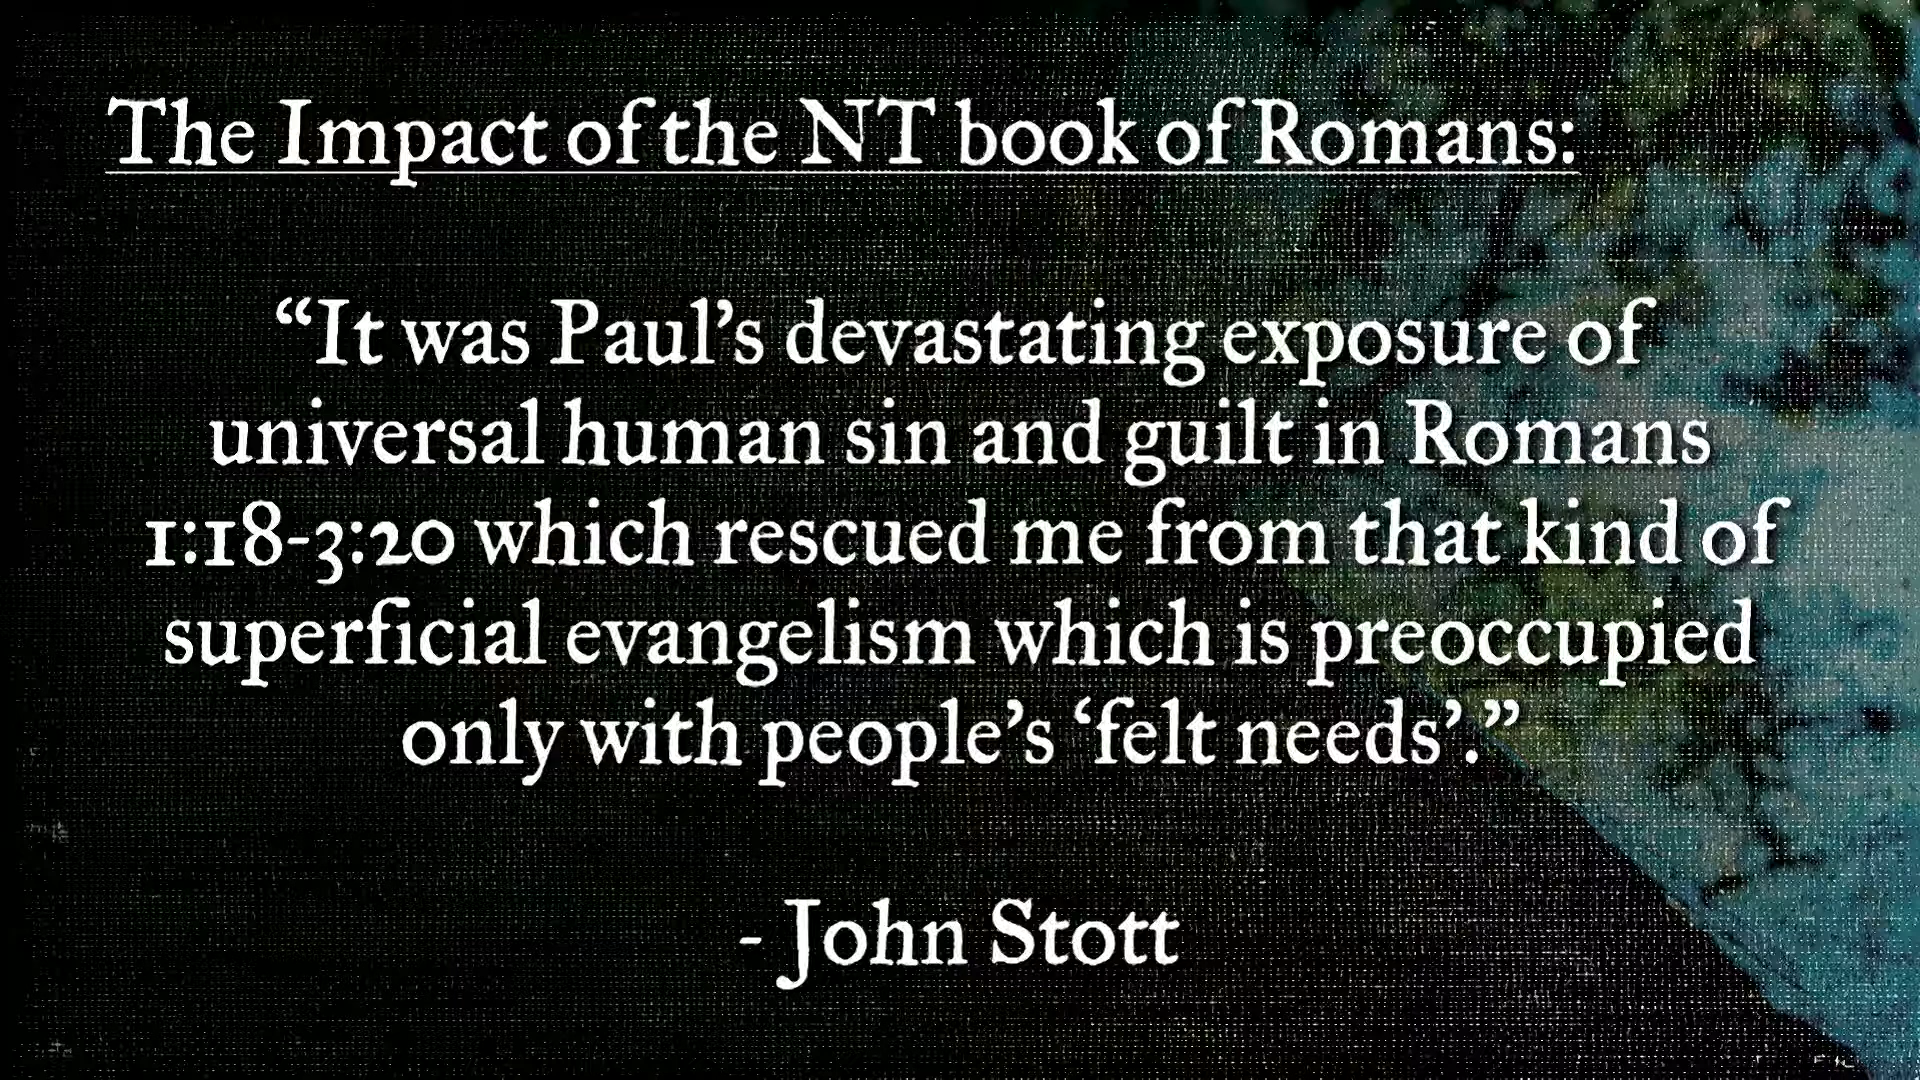 The Impact of the NT book of Romans:
“It was Paul’s devastating exposure of
universal human sin and guilt in Romans
1:18-3:20 which rescued me from that kind of
superficial evangelism which is preoccupied
only with people’s ‘felt needs’.”
- John Stott